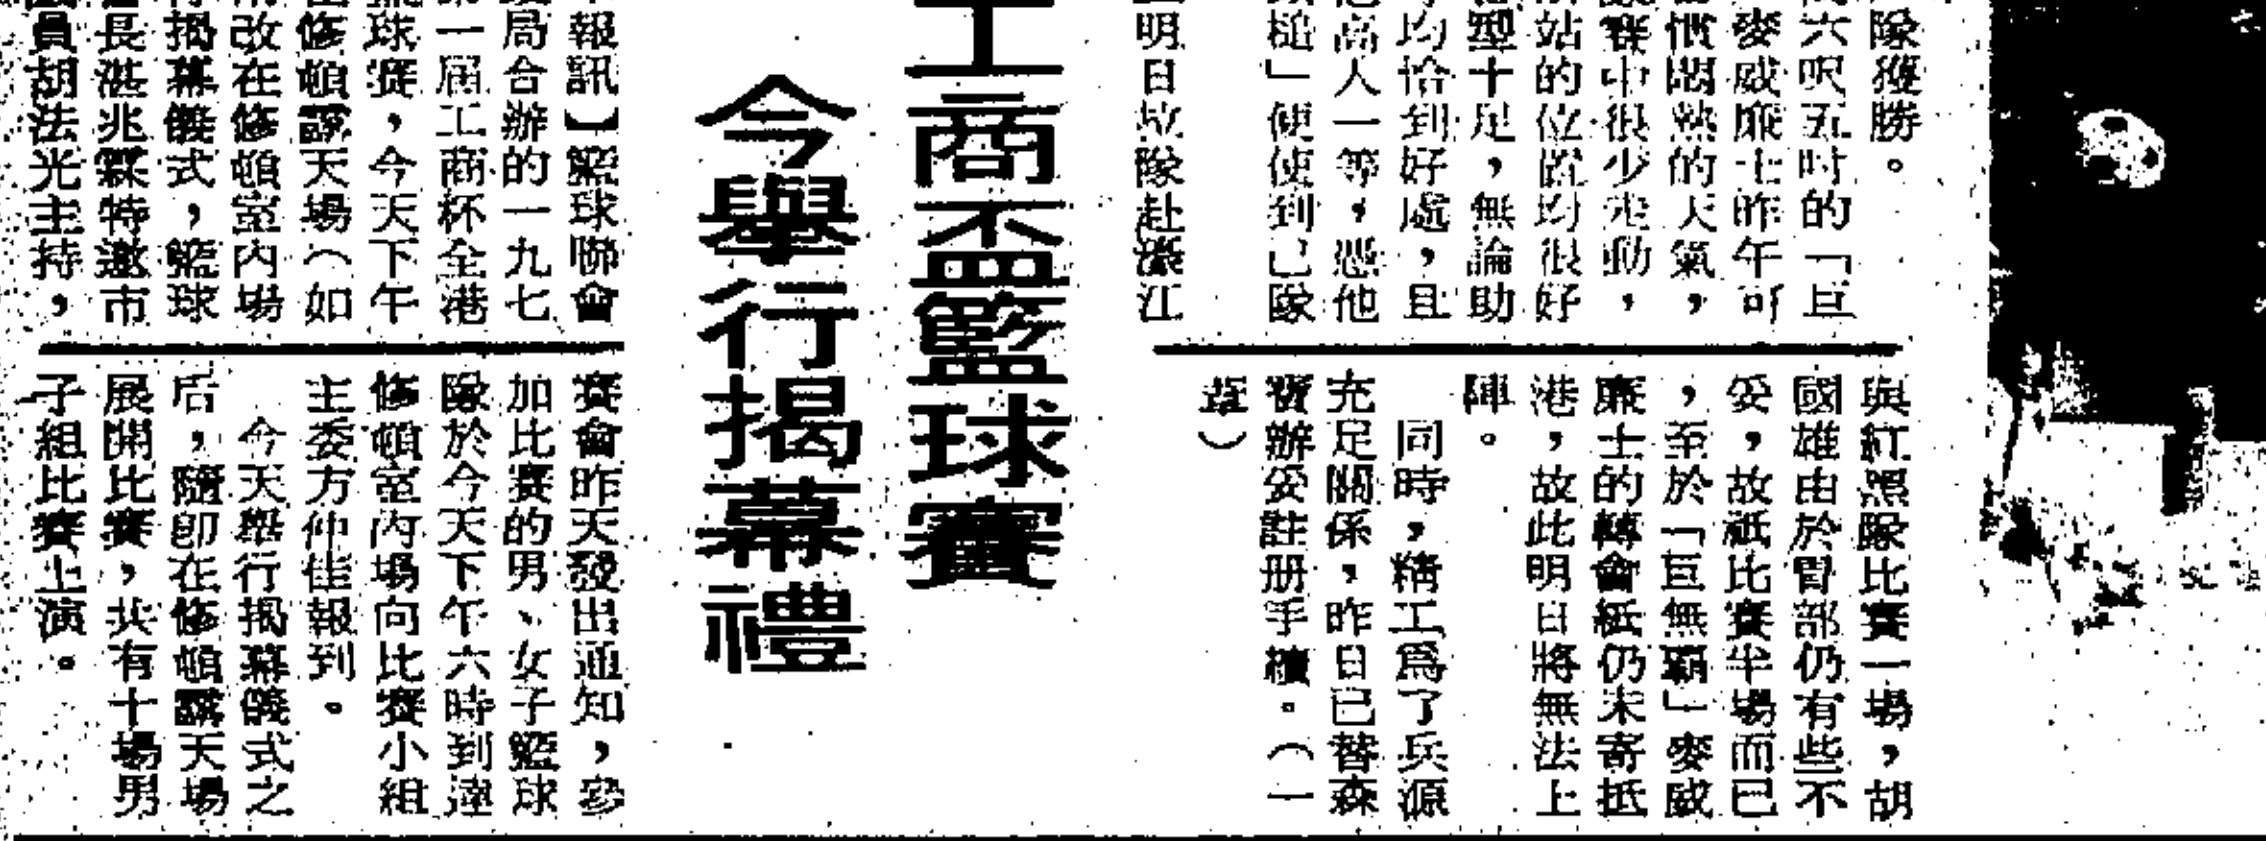 隊獲勝。
六呎五吋的「巨
麥威廉士昨午可
慣悶熱的天氣，
賽中很少走動，
站的位置均很好
型十足，無論助
均恰到好處，且
他高人一等，憑他
槌」便使到己隊
明日故隊赴濠江
與紅黑隊比賽一場，胡
國雄由於胃部仍有些不
妥，故祇比賽半場而已
，至於「巨無霸」麥威
廉士的轉會紙仍未寄抵
港，故此明日將無法上
陣。
同時，精工爲了兵源
充足關係，昨日已替森
寶辦妥註册手續。（一
葦）
工商盃籃球賽
今舉行揭幕禮
報訊】籃球聯會
局合辦的一九七
一屆工商杯全港
球賽，今天下午
修頓露天場（如
改在修頓室內場
揭幕儀式，籃球
長湛兆霖特邀市
員胡法光主持，
賽會昨天發出通知，參
加比賽的男、女子籃球
隊於今天下午六時到達
修頓室內場向比賽小組
主委方仲佳報到。
今天舉行揭幕儀式之
后，隨卽在修頓露天場
展開比賽，共有十場男
子組比賽上演。